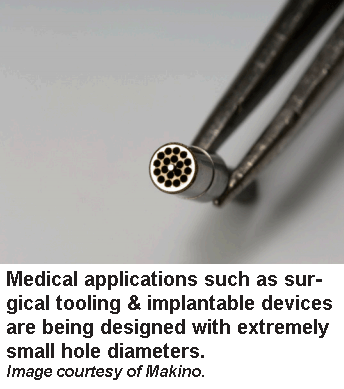 Medical applications such as sur-
gical tooling & implantable devices
are being designed with extremely
small hole diameters.
Image courtesy of Makino.